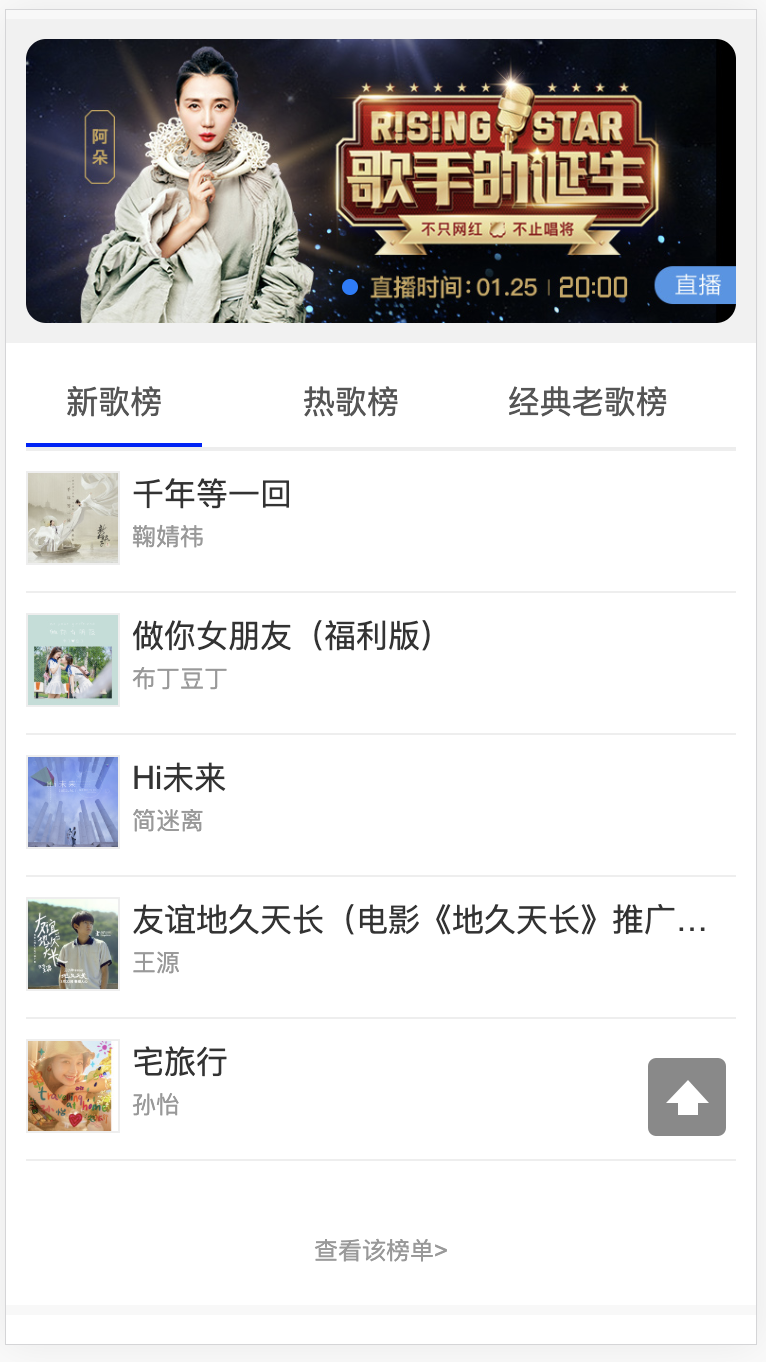 阿朵
RISING STAR
歌手的诞生
不只网红 不止唱将
直播时间：01.25 | 20:00
直播
新歌榜 热歌榜 经典老歌榜
千年等一回
鞠婧祎
做你女朋友（福利版）
布丁豆丁
Hi未来
简迷离
友谊地久天长（电影《地久天长》推广...
王源
宅旅行
孙怡
查看该榜单>